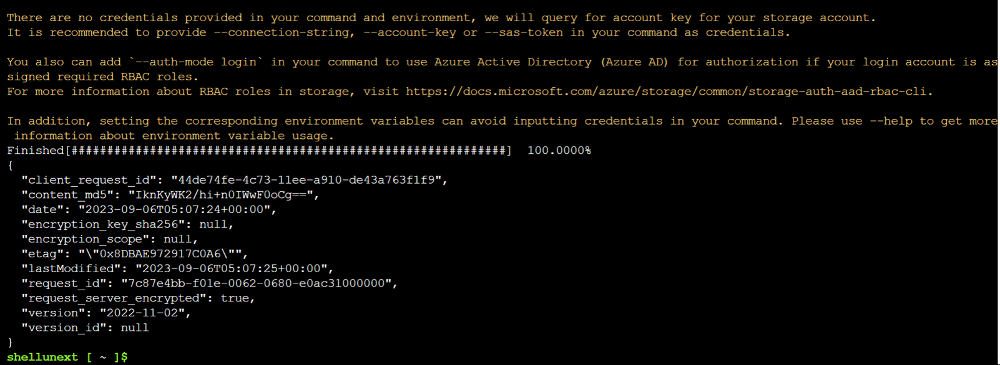 There are no credentials provided in your command and environment, we will query for account key for your storage account.
It is recommended to provide --connection-string, --account-key or --sas-token in your command as credentials.
You also can add `--auth-mode login` in your command to use Azure Active Directory (Azure AD) for authorization if your login account is as
signed required RBAC roles.
For more information about RBAC roles in storage, visit https://docs.microsoft.com/azure/storage/common/storage-auth-aad-rbac-cli.
In addition, setting the corresponding environment variables can avoid inputting credentials in your command. Please use --help to get more
 information about environment variable usage.
Finished[#############################################################]  100.0000%
{
  "client_request_id": "44de74fe-4c73-11ee-a910-de43a763f1f9",
  "content_md5": "IknKyWK2/hi+n0IWwF0oCg==",
  "date": "2023-09-06T05:07:24+00:00",
  "encryption_key_sha256": null,
  "encryption_scope": null,
  "etag": "\"0x8DBAE972917C0A6\"",
  "lastModified": "2023-09-06T05:07:25+00:00",
  "request_id": "7c87e4bb-f01e-0062-0680-e0ac31000000",
  "request_server_encrypted": true,
  "version": "2022-11-02",
  "version_id": null
}
shellunext [ ~ ]$